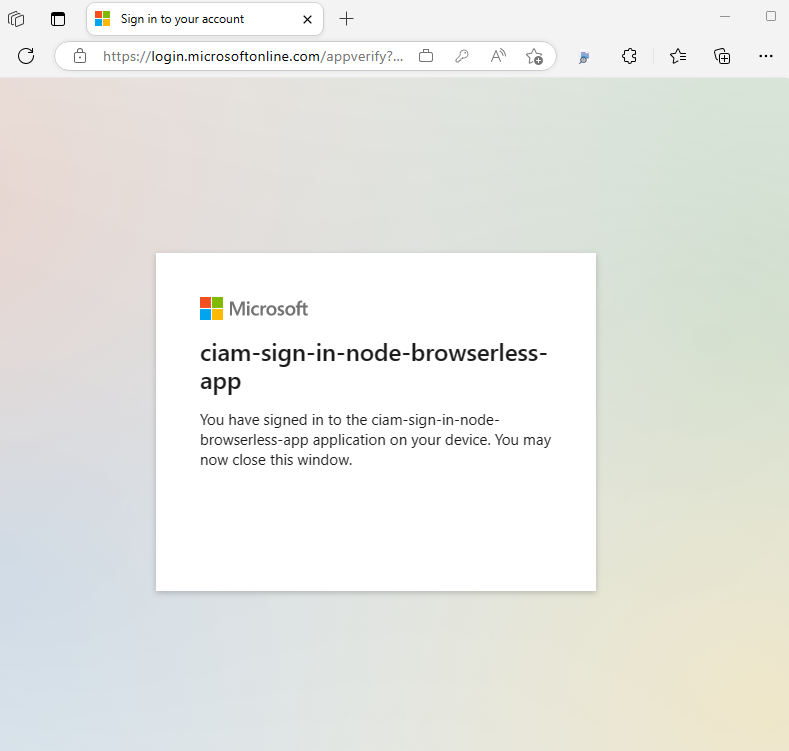 Sign in to your account
https://login.microsoftonline.com/appverify?...
Microsoft
ciam-sign-in-node-browserless-
app
You have signed in to the ciam-sign-in-node-
browserless-app application on your device. You may
now close this window.